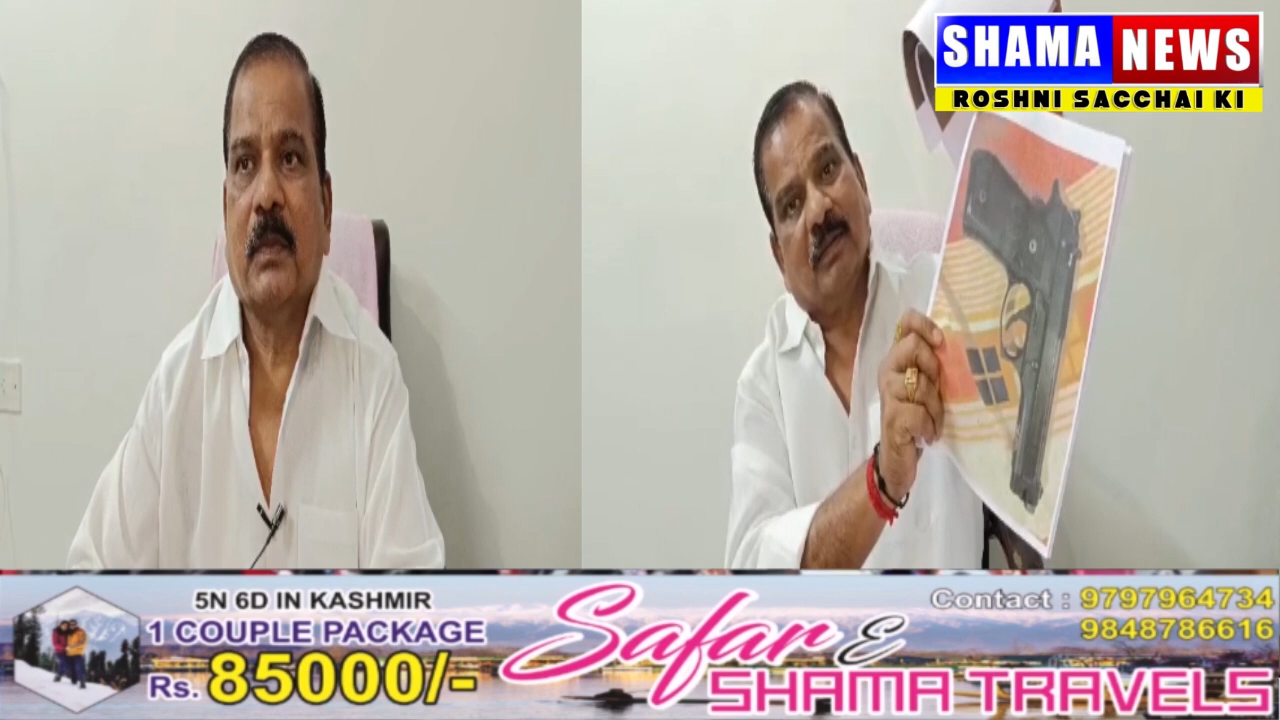 SHAMA NEWS
ROSHNI SACCHAI KI
5N 6D IN KASHMIR
1 COUPLE PACKAGE
Rs. 85000/-
Safar E
SHAMA TRAVELS
Contact : 9797964734
9848786616